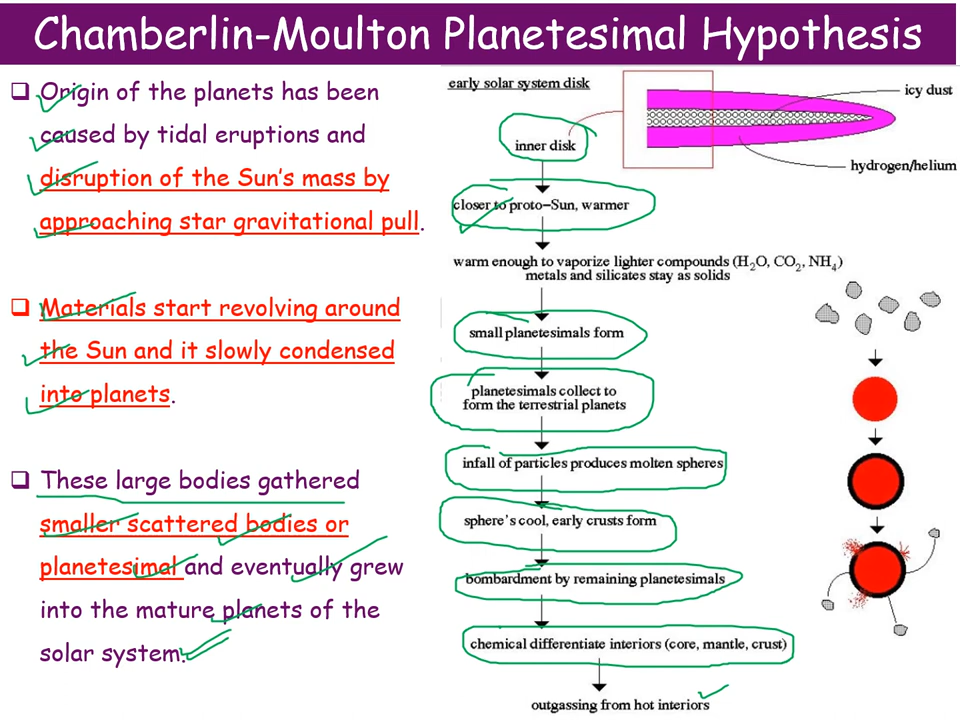 Chamberlin-Moulton Planetesimal Hypothesis
Origin of the planets has been
caused by tidal eruptions and
disruption of the Sun's mass by
approaching star gravitational pull.
Materials start revolving around
the Sun and it slowly condensed
into planets.
These large bodies gathered
smaller scattered bodies or
planetesimal and eventually grew
into the mature planets of the
solar system.
early solar system disk
icy dust
hydrogen/helium
inner disk
closer to proto-Sun, warmer
warm enough to vaporize lighter compounds (H₂O, CO₂, NH₄)
metals and silicates stay as solids
small planetesimals form
planetesimals collect to
form the terrestrial planets
infall of particles produces molten spheres
sphere's cool, early crusts form
bombardment by remaining planetesimals
chemical differentiate interiors (core, mantle, crust)
outgassing from hot interiors